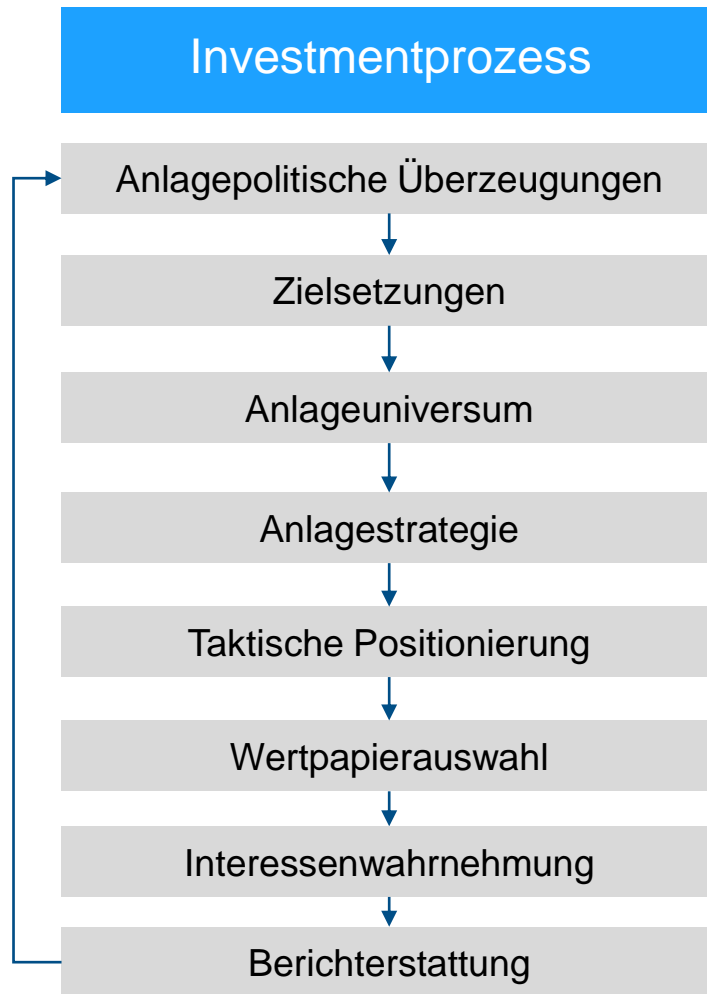 Investmentprozess
Anlagepolitische Überzeugungen
Zielsetzungen
Anlageuniversum
Anlagestrategie
Taktische Positionierung
Wertpapierauswahl
Interessenwahrnehmung
Berichterstattung